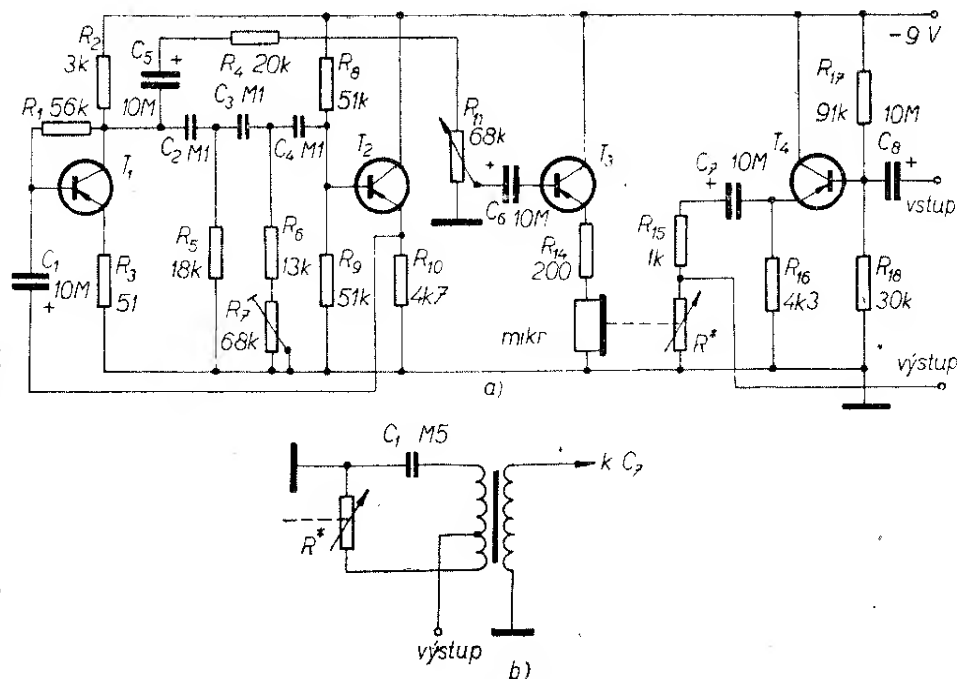 R2
3k
C5
+
10M
R4 20k
C3 M1
R1 56k
C2 M1
C4 M1
T1
R8
51k
T2
R11
68k
+
C6 10M
T3
C7 10M
+
T4
-9 V
R17
91k
10M
C8
+
vstup
C1
10M
+
R3
51
R5
18k
R6
13k
R7
68k
R9
51k
R10
4k7
R14
200
mikr
R15
1k
R*
R16
4k3
R18
30k
výstup
a)
C1 M5
k C7
R*
výstup
b)